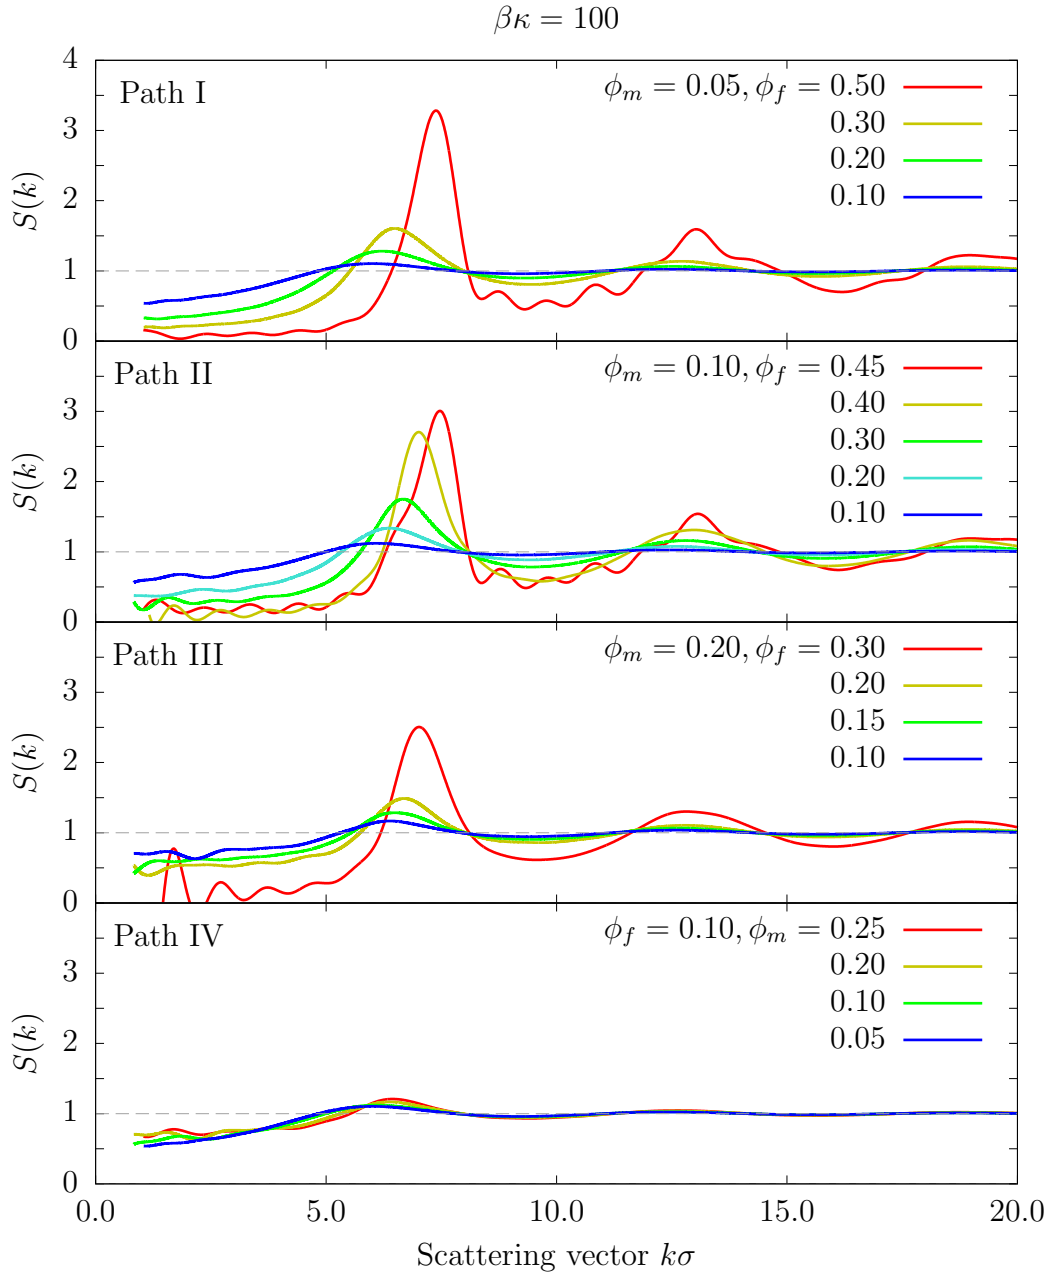 βκ = 100
Path I
ϕ_m = 0.05, ϕ_f = 0.50
0.30
0.20
0.10
S(k)
4
3
2
1
0
Path II
ϕ_m = 0.10, ϕ_f = 0.45
0.40
0.30
0.20
0.10
S(k)
3
2
1
0
Path III
ϕ_m = 0.20, ϕ_f = 0.30
0.20
0.15
0.10
S(k)
3
2
1
0
Path IV
ϕ_f = 0.10, ϕ_m = 0.25
0.20
0.10
0.05
S(k)
3
2
1
0
0.0 5.0 10.0 15.0 20.0
Scattering vector kσ